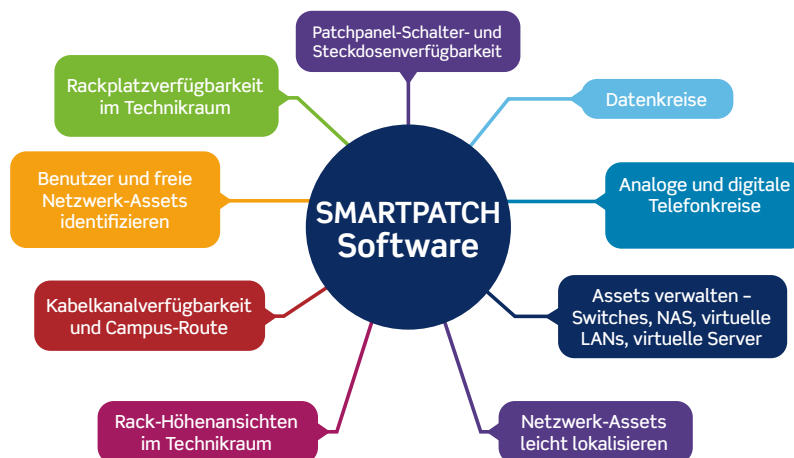 Patchpanel-Schalter- und
Steckdosenverfügbarkeit
Rackplatzverfügbarkeit
im Technikraum
Datenkreise
Benutzer und freie
Netzwerk-Assets
identifizieren
Analoge und digitale
Telefonkreise
SMARTPATCH
Software
Kabelkanalverfügbarkeit
und Campus-Route
Assets verwalten –
Switches, NAS, virtuelle
LANs, virtuelle Server
Rack-Höhenansichten
im Technikraum
Netzwerk-Assets
leicht lokalisieren